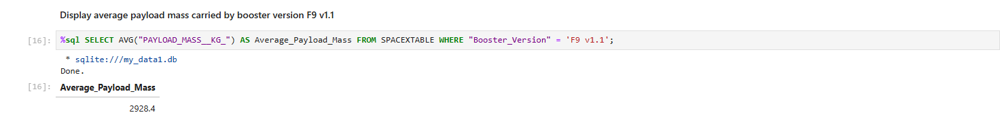 Display average payload mass carried by booster version F9 v1.1
[16]: %sql SELECT AVG("PAYLOAD_MASS__KG_") AS Average_Payload_Mass FROM SPACEXTABLE WHERE "Booster_Version" = 'F9 v1.1';
* sqlite:///my_data1.db
Done.
[16]: Average_Payload_Mass
2928.4